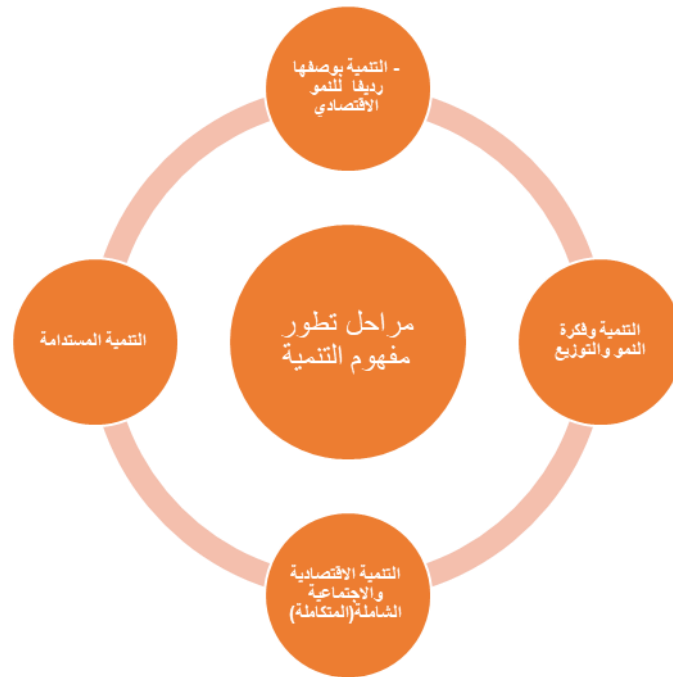 - التنمية بوصفها
رديفا للنمو
الاقتصادي
مراحل تطور
مفهوم التنمية
التنمية وفكرة
النمو والتوزيع
التنمية الاقتصادية
والاجتماعية
الشاملة(المتكاملة)
التنمية المستدامة